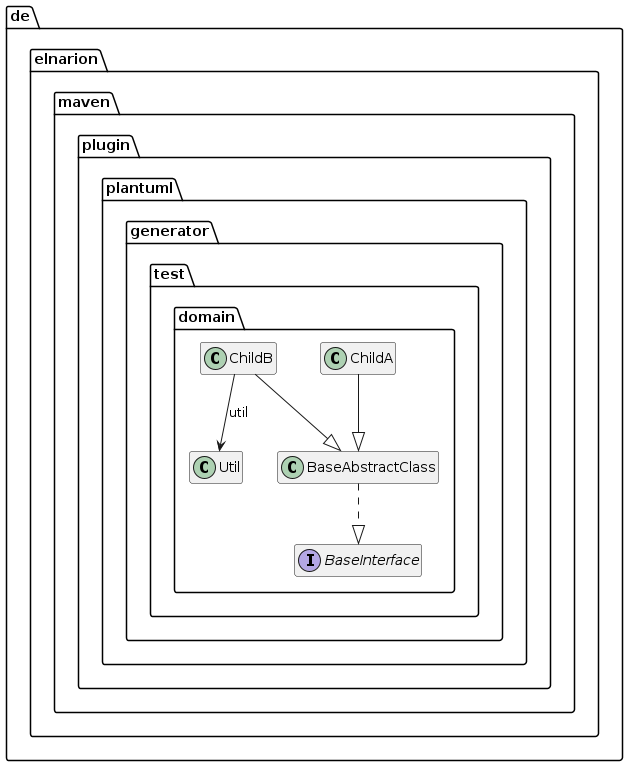 de
elnarion
maven
plugin
plantuml
generator
test
domain
C ChildB
C ChildA
util
C Util
C BaseAbstractClass
I BaseInterface